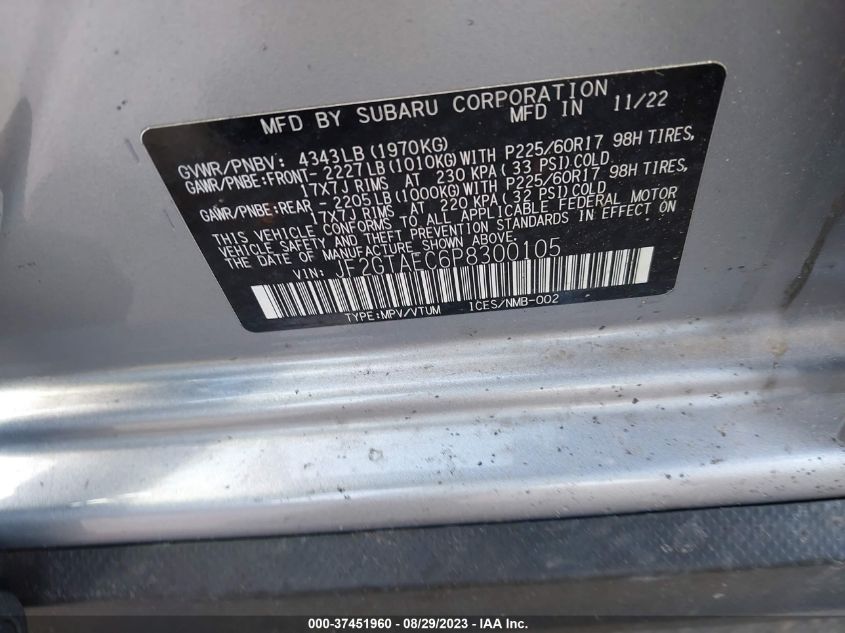 MFD BY SUBARU CORPORATION
MFD IN 11/22
GVWR/PNBV: 4343LB(1970KG)
GAWR/PNBE:FRONT-2227LB(1010KG)WITH P225/60R17 98H TIRES,
17X7J RIMS AT 230 KPA(33 PSI)COLD
GAWR/PNBE:REAR -2205LB(1000KG)WITH P225/60R17 98H TIRES,
17X7J RIMS AT 220 KPA(32 PSI)COLD
THIS VEHICLE CONFORMS TO ALL APPLICABLE FEDERAL MOTOR
VEHICLE SAFETY AND THEFT PREVENTION STANDARDS IN EFFECT ON
THE DATE OF MANUFACTURE SHOWN ABOVE.
VIN: JF2GTAEC6P8300105
TYPE:MPV/VTUM ICES/NMB-002
000-37451960 - 08/29/2023 - IAA Inc.